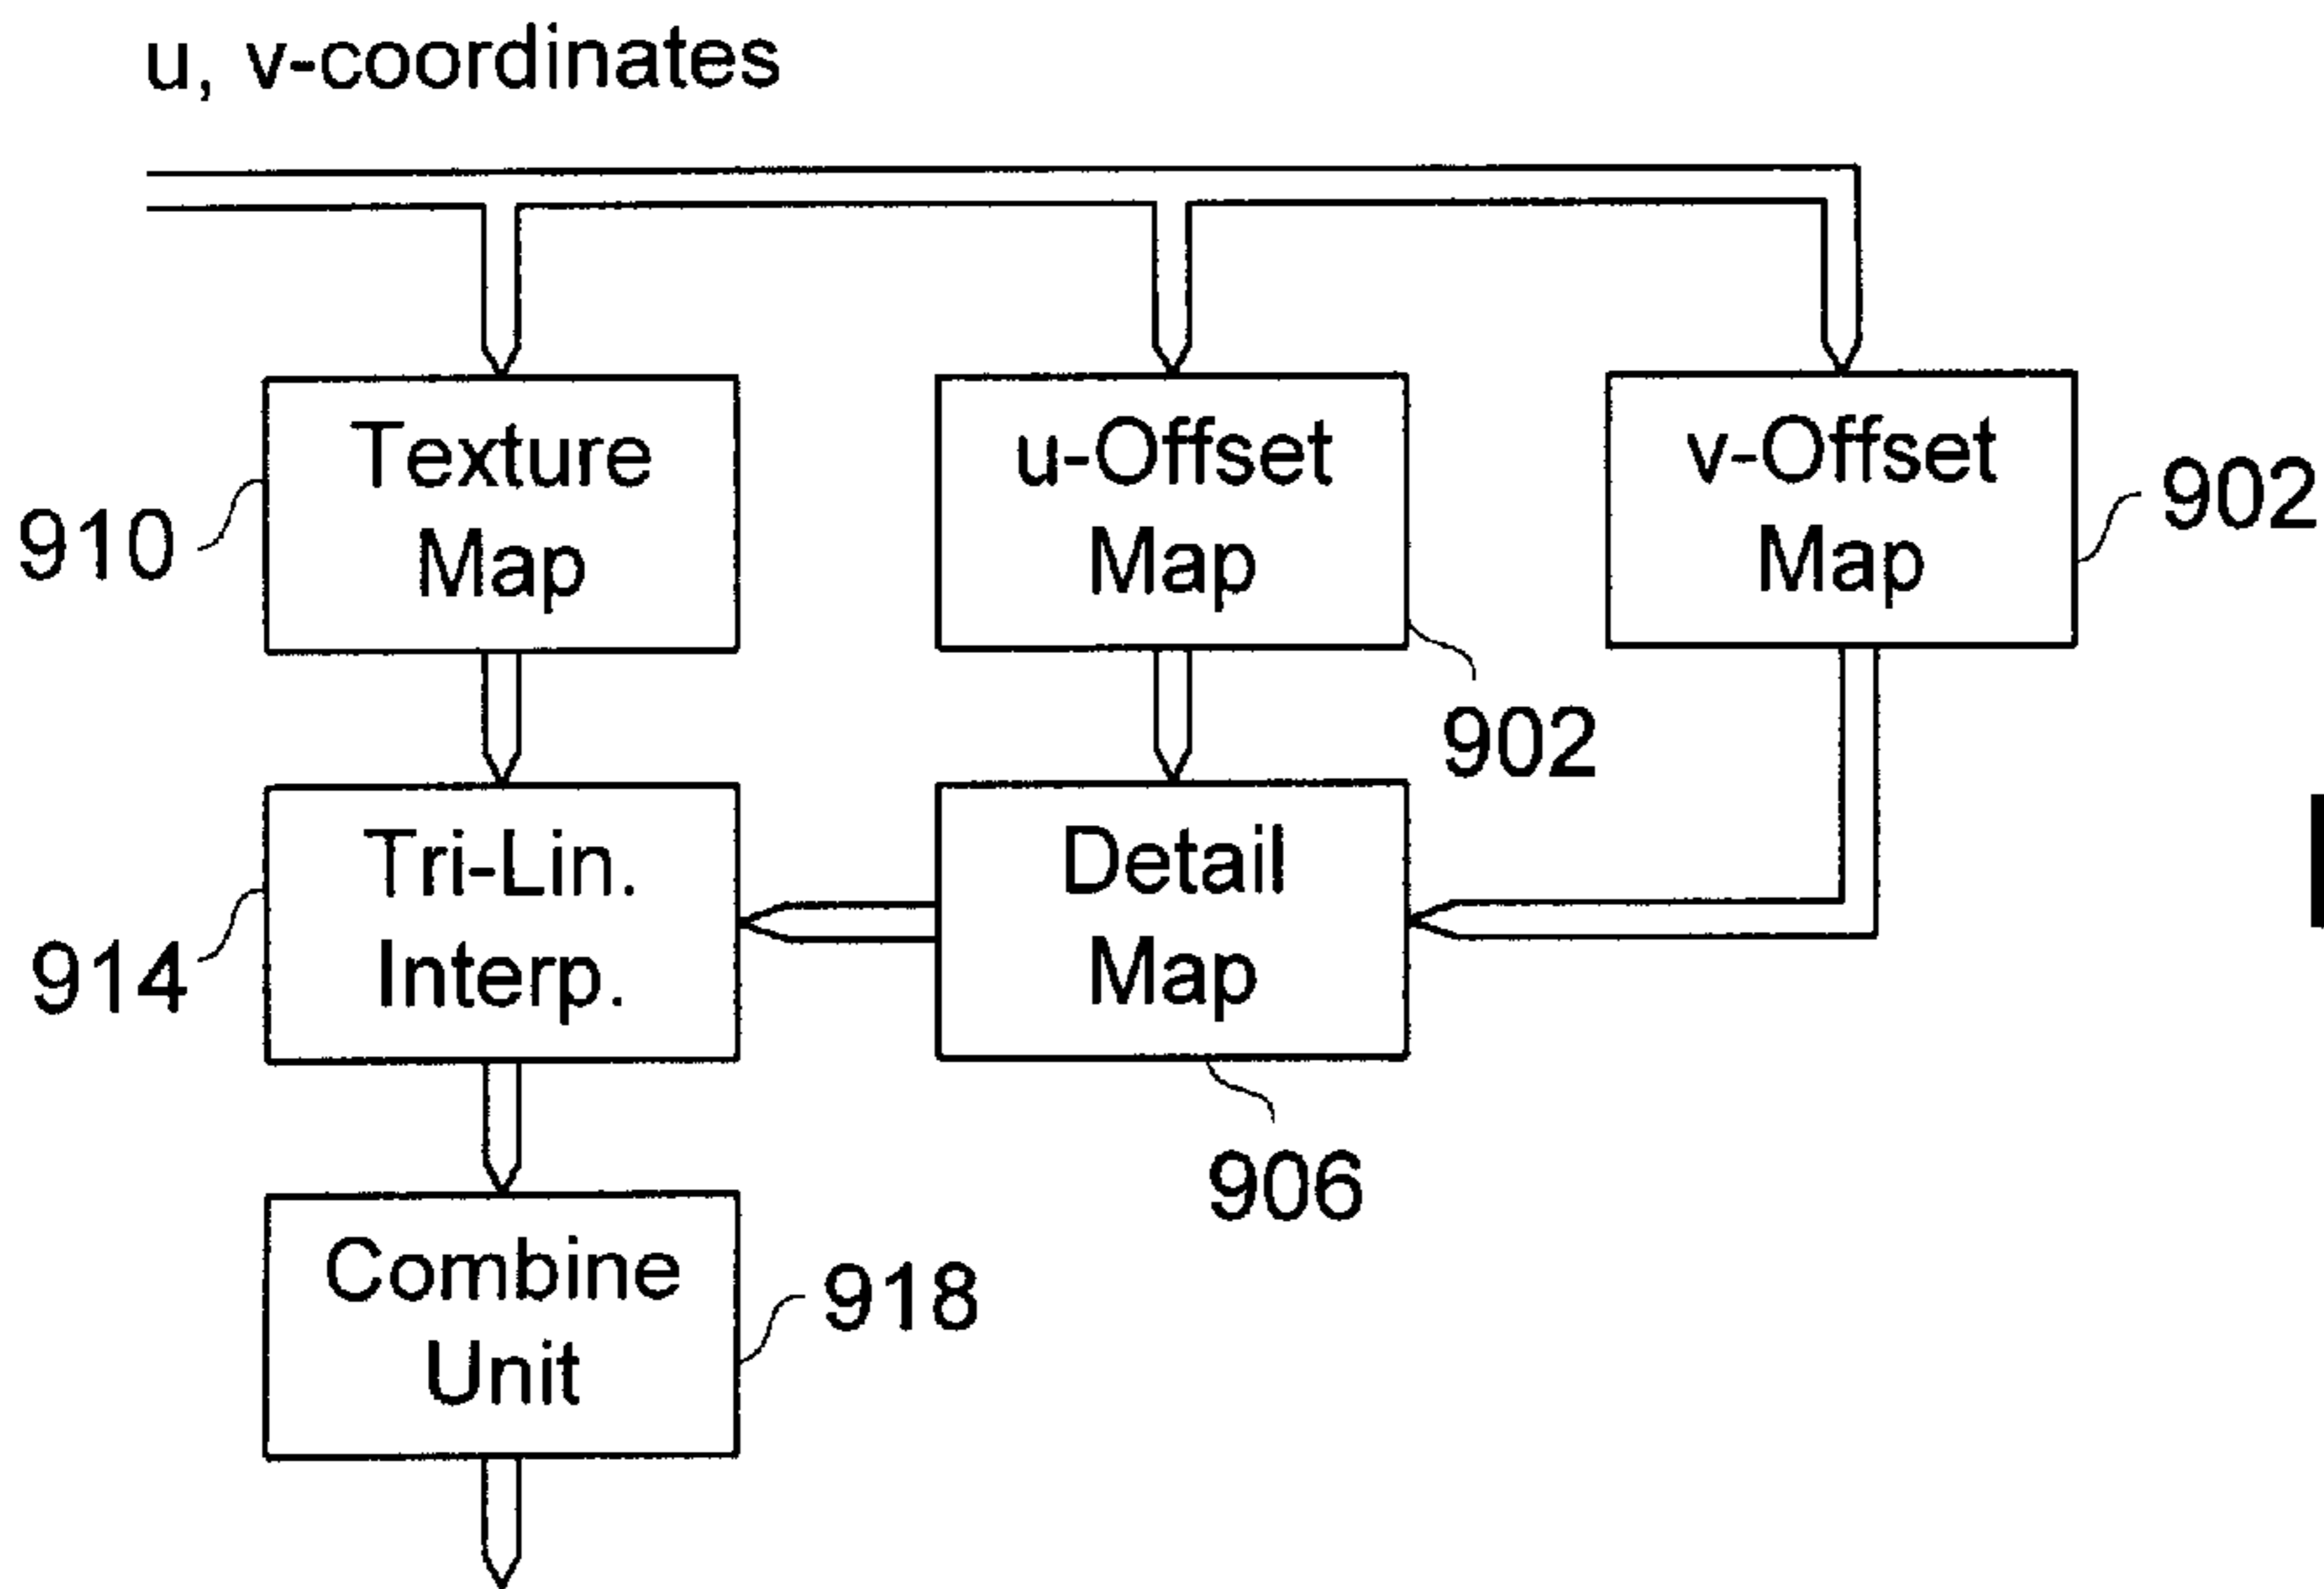 u, v-coordinates
Texture
Map
910
u-Offset
Map
902
v-Offset
Map
902
Tri-Lin.
Interp.
914
Detail
Map
906
Combine
Unit
918